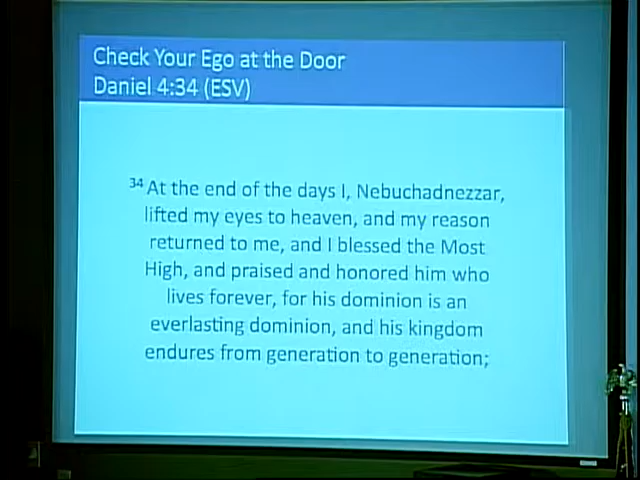 Check Your Ego at the Door
Daniel 4:34 (ESV)
34 At the end of the days I, Nebuchadnezzar,
lifted my eyes to heaven, and my reason
returned to me, and I blessed the Most
High, and praised and honored him who
lives forever, for his dominion is an
everlasting dominion, and his kingdom
endures from generation to generation;